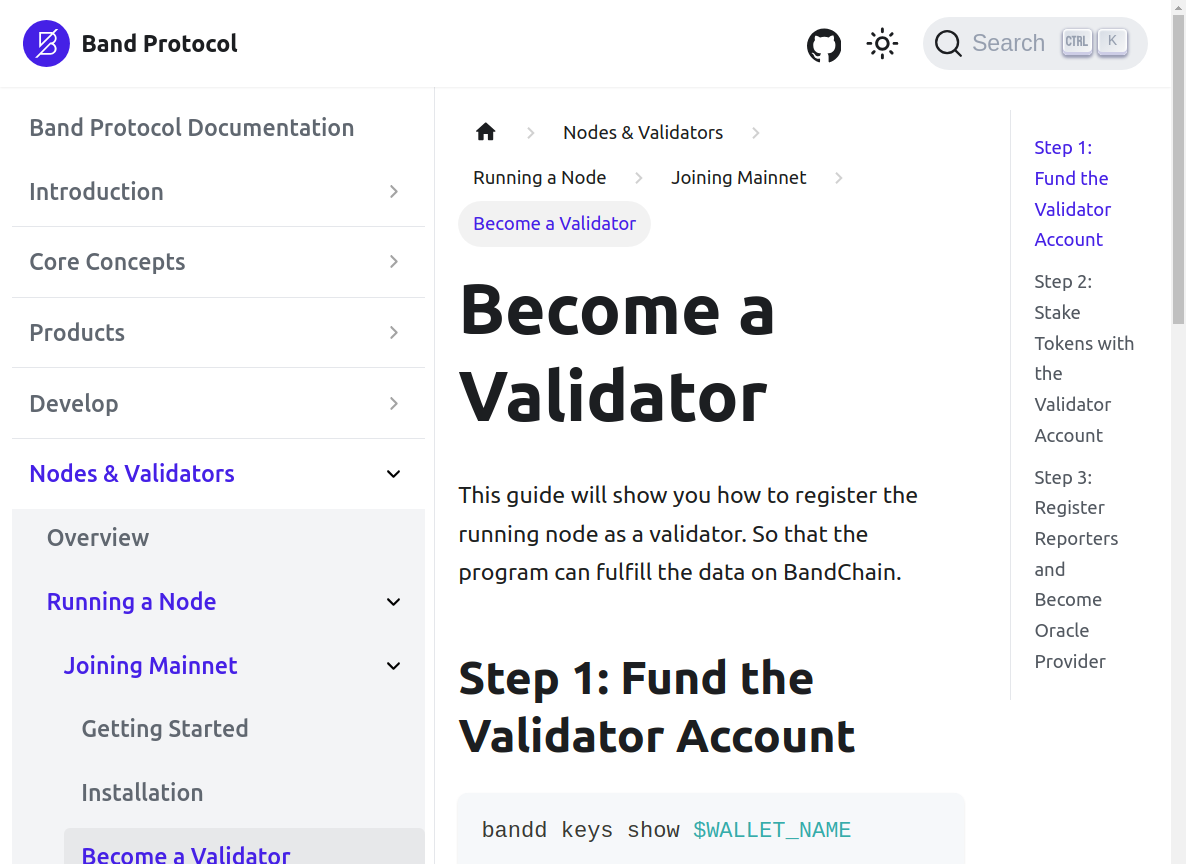 Band Protocol
Search CTRL K
Band Protocol Documentation
Introduction
Core Concepts
Products
Develop
Nodes & Validators
Overview
Running a Node
Joining Mainnet
Getting Started
Installation
Become a Validator
Nodes & Validators
Running a Node
Joining Mainnet
Become a Validator
Become a
Validator
This guide will show you how to register the
running node as a validator. So that the
program can fulfill the data on BandChain.
Step 1: Fund the
Validator Account
bandd keys show $WALLET_NAME
Step 1:
Fund the
Validator
Account
Step 2:
Stake
Tokens with
the
Validator
Account
Step 3:
Register
Reporters
and
Become
Oracle
Provider